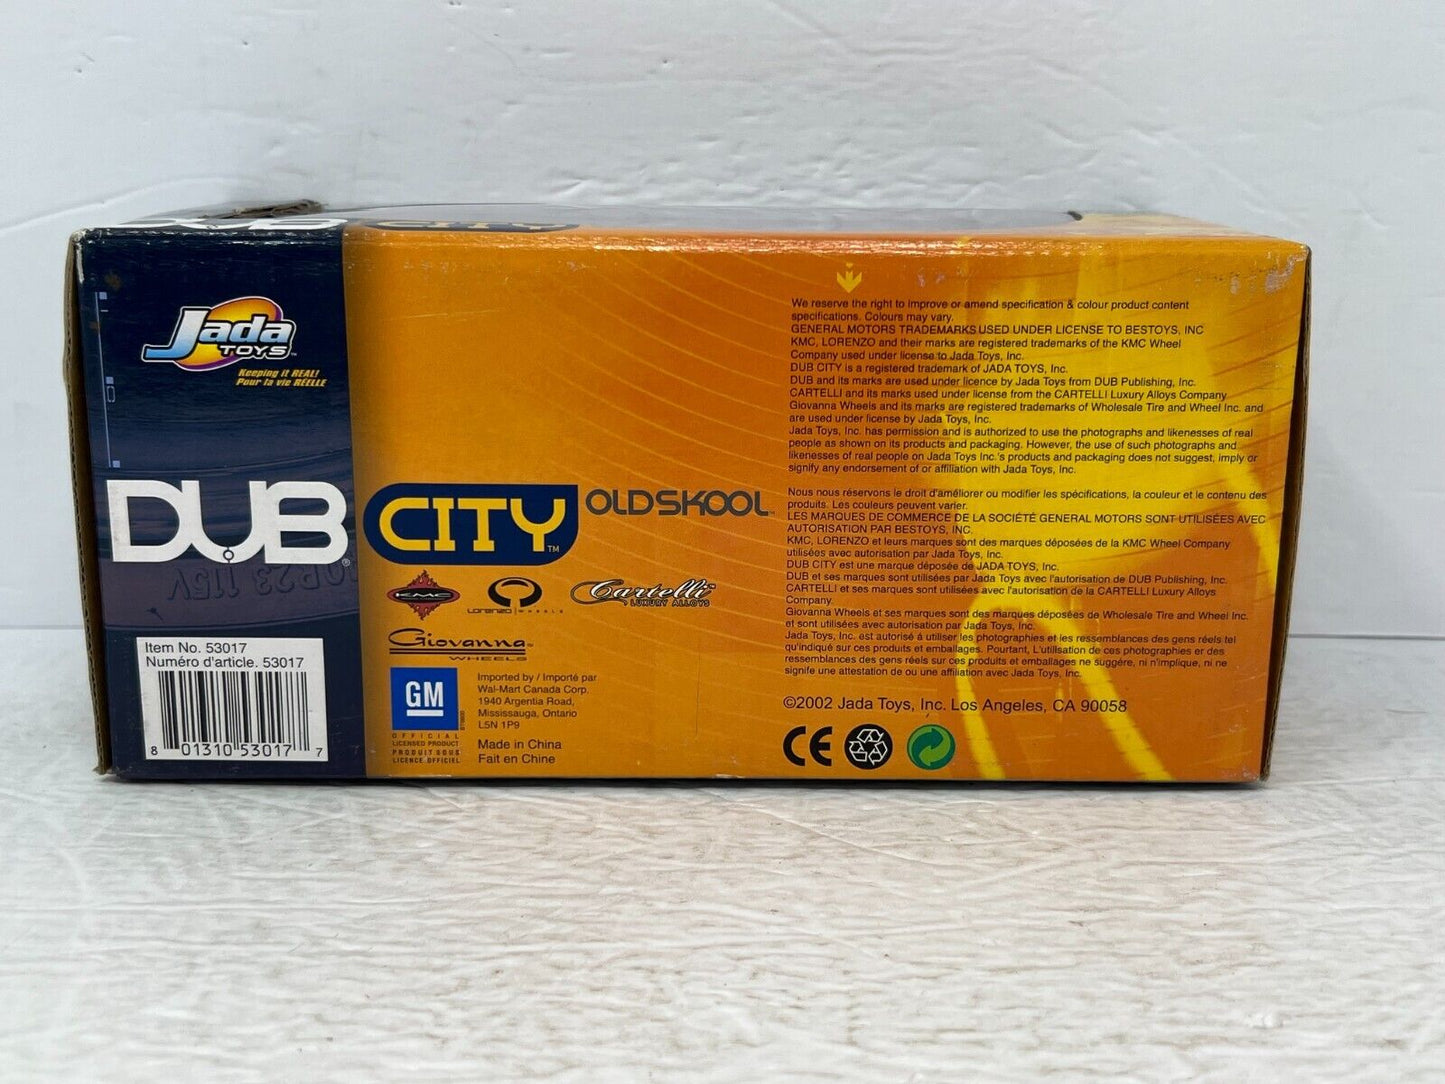 Jada
TOYS™
Keeping it REAL!
Pour la vie RÉELLE
DUB® CITY™ OLD SKOOL™
115V
KMC
LORENZO WHEELS
Cartelli™
LUXURY ALLOYS
Giovanna®
WHEELS
Item No. 53017
Numéro d'article. 53017
8 01310 53017 7
GM
OFFICIAL
LICENSED PRODUCT
PRODUIT SOUS
LICENCE OFFICIEL
Imported by / Importé par
Wal-Mart Canada Corp.
1940 Argentia Road,
Mississauga, Ontario
L5N 1P9
Made in China
Fait en Chine
We reserve the right to improve or amend specification & colour product content
specifications. Colours may vary.
GENERAL MOTORS TRADEMARKS USED UNDER LICENSE TO BESTOYS, INC
KMC, LORENZO and their marks are registered trademarks of the KMC Wheel
Company used under license to Jada Toys, Inc.
DUB CITY is a registered trademark of JADA TOYS, Inc.
DUB and its marks are used under licence by Jada Toys from DUB Publishing, Inc.
CARTELLI and its marks used under license from the CARTELLI Luxury Alloys Company
Giovanna Wheels and its marks are registered trademarks of Wholesale Tire and Wheel Inc. and
are used under license by Jada Toys, Inc.
Jada Toys, Inc. has permission and is authorized to use the photographs and likenesses of real
people as shown on its products and packaging. However, the use of such photographs and
likenesses of real people on Jada Toys Inc.'s products and packaging does not suggest, imply or
signify any endorsement of or affiliation with Jada Toys, Inc.
Nous nous réservons le droit d'améliorer ou modifier les spécifications, la couleur et le contenu des
produits. Les couleurs peuvent varier.
LES MARQUES DE COMMERCE DE LA SOCIÉTÉ GENERAL MOTORS SONT UTILISÉES AVEC
AUTORISATION PAR BESTOYS, INC.
KMC, LORENZO et leurs marques sont des marques déposées de la KMC Wheel Company
utilisées avec autorisation par Jada Toys, Inc.
DUB CITY est une marque déposée de JADA TOYS, Inc.
DUB et ses marques sont utilisées par Jada Toys avec l'autorisation de DUB Publishing, Inc.
CARTELLI et ses marques sont utilisées avec l'autorisation de la CARTELLI Luxury Alloys
Company.
Giovanna Wheels et ses marques sont des marques déposées de Wholesale Tire and Wheel Inc.
et sont utilisées avec autorisation par Jada Toys, Inc.
Jada Toys, Inc. est autorisé à utiliser les photographies et les ressemblances des gens réels tel
qu'indiqué sur ces produits et emballages. Pourtant, L'utilisation de ces photographies er des
ressemblances des gens réels sur ces produits et emballages ne suggére, ni n'implique, ni ne
signifie une attestation de ou une affiliation avec Jada Toys, Inc.
©2002 Jada Toys, Inc. Los Angeles, CA 90058
CE